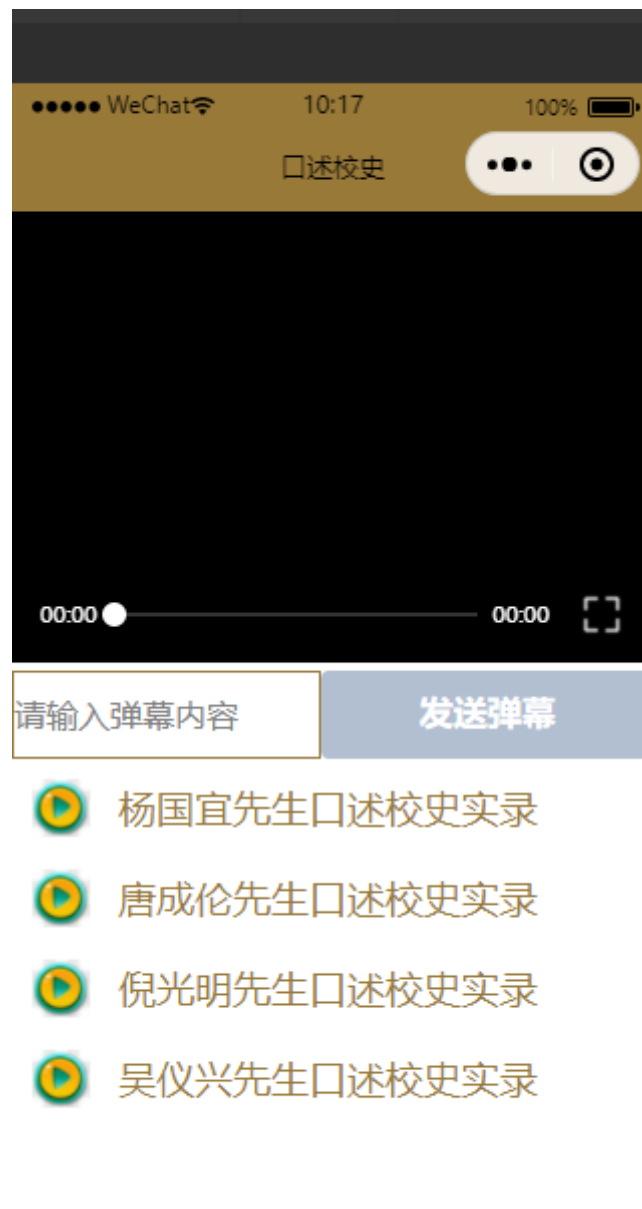 WeChat 10:17 100%
口述校史
00:00 00:00
请输入弹幕内容 发送弹幕
杨国宜先生口述校史实录
唐成伦先生口述校史实录
倪光明先生口述校史实录
吴仪兴先生口述校史实录